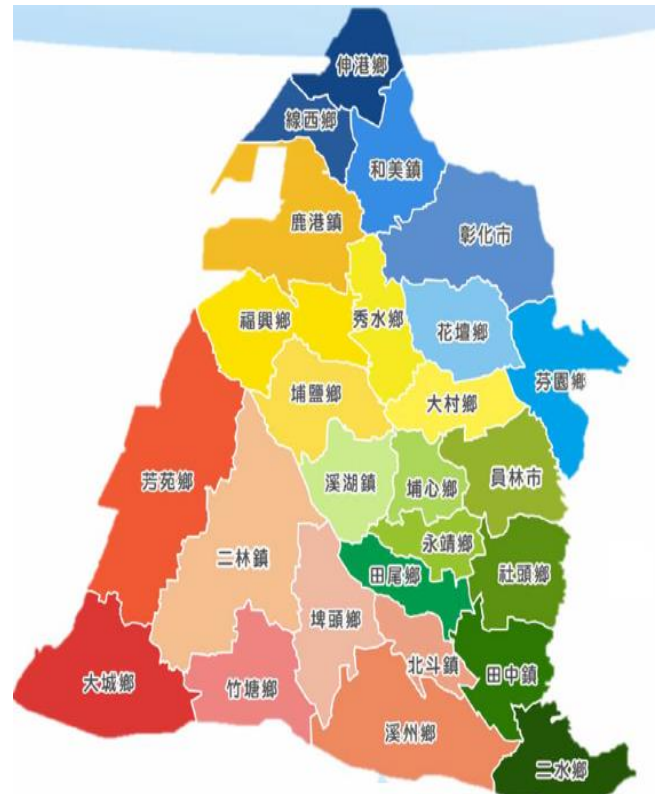 伸港鄉
線西鄉
和美鎮
鹿港鎮
彰化市
福興鄉
秀水鄉
花壇鄉
芬園鄉
埔鹽鄉
大村鄉
芳苑鄉
溪湖鎮
埔心鄉
員林市
永靖鄉
二林鎮
田尾鄉
社頭鄉
埤頭鄉
北斗鎮
田中鎮
大城鄉
竹塘鄉
溪州鄉
二水鄉